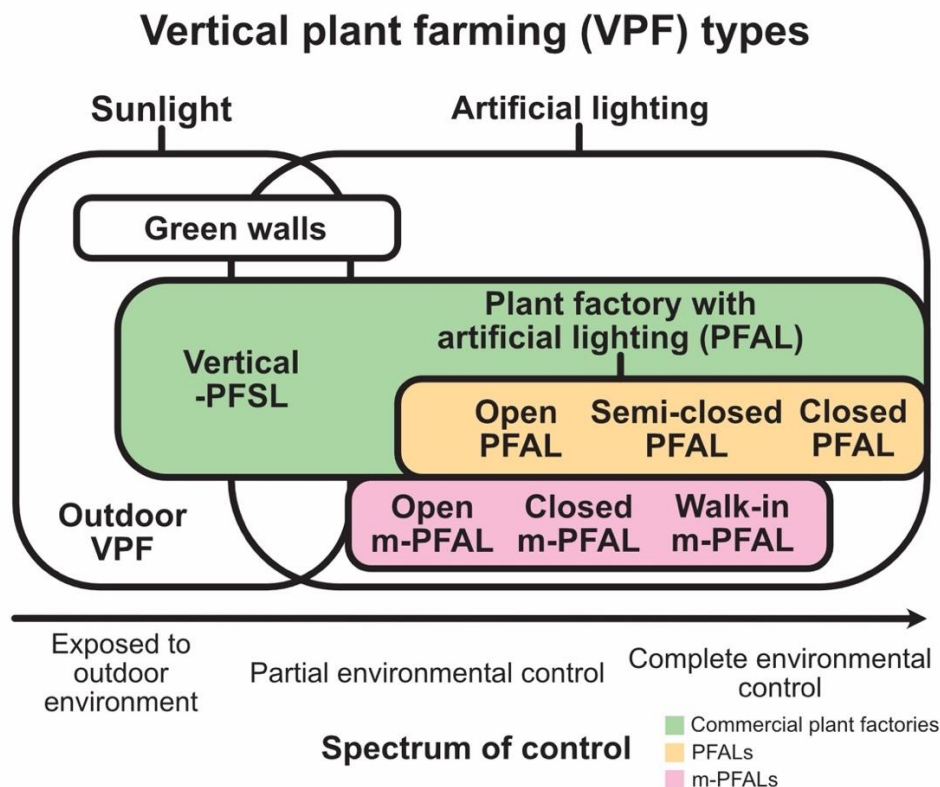 Vertical plant farming (VPF) types
Sunlight
Artificial lighting
Green walls
Plant factory with
artificial lighting (PFAL)
Vertical
-PFSL
Open
PFAL
Semi-closed
PFAL
Closed
PFAL
Outdoor
VPF
Open
m-PFAL
Closed
m-PFAL
Walk-in
m-PFAL
Exposed to
outdoor
environment
Partial environmental control
Complete environmental
control
Spectrum of control
Commercial plant factories
PFALs
m-PFALs